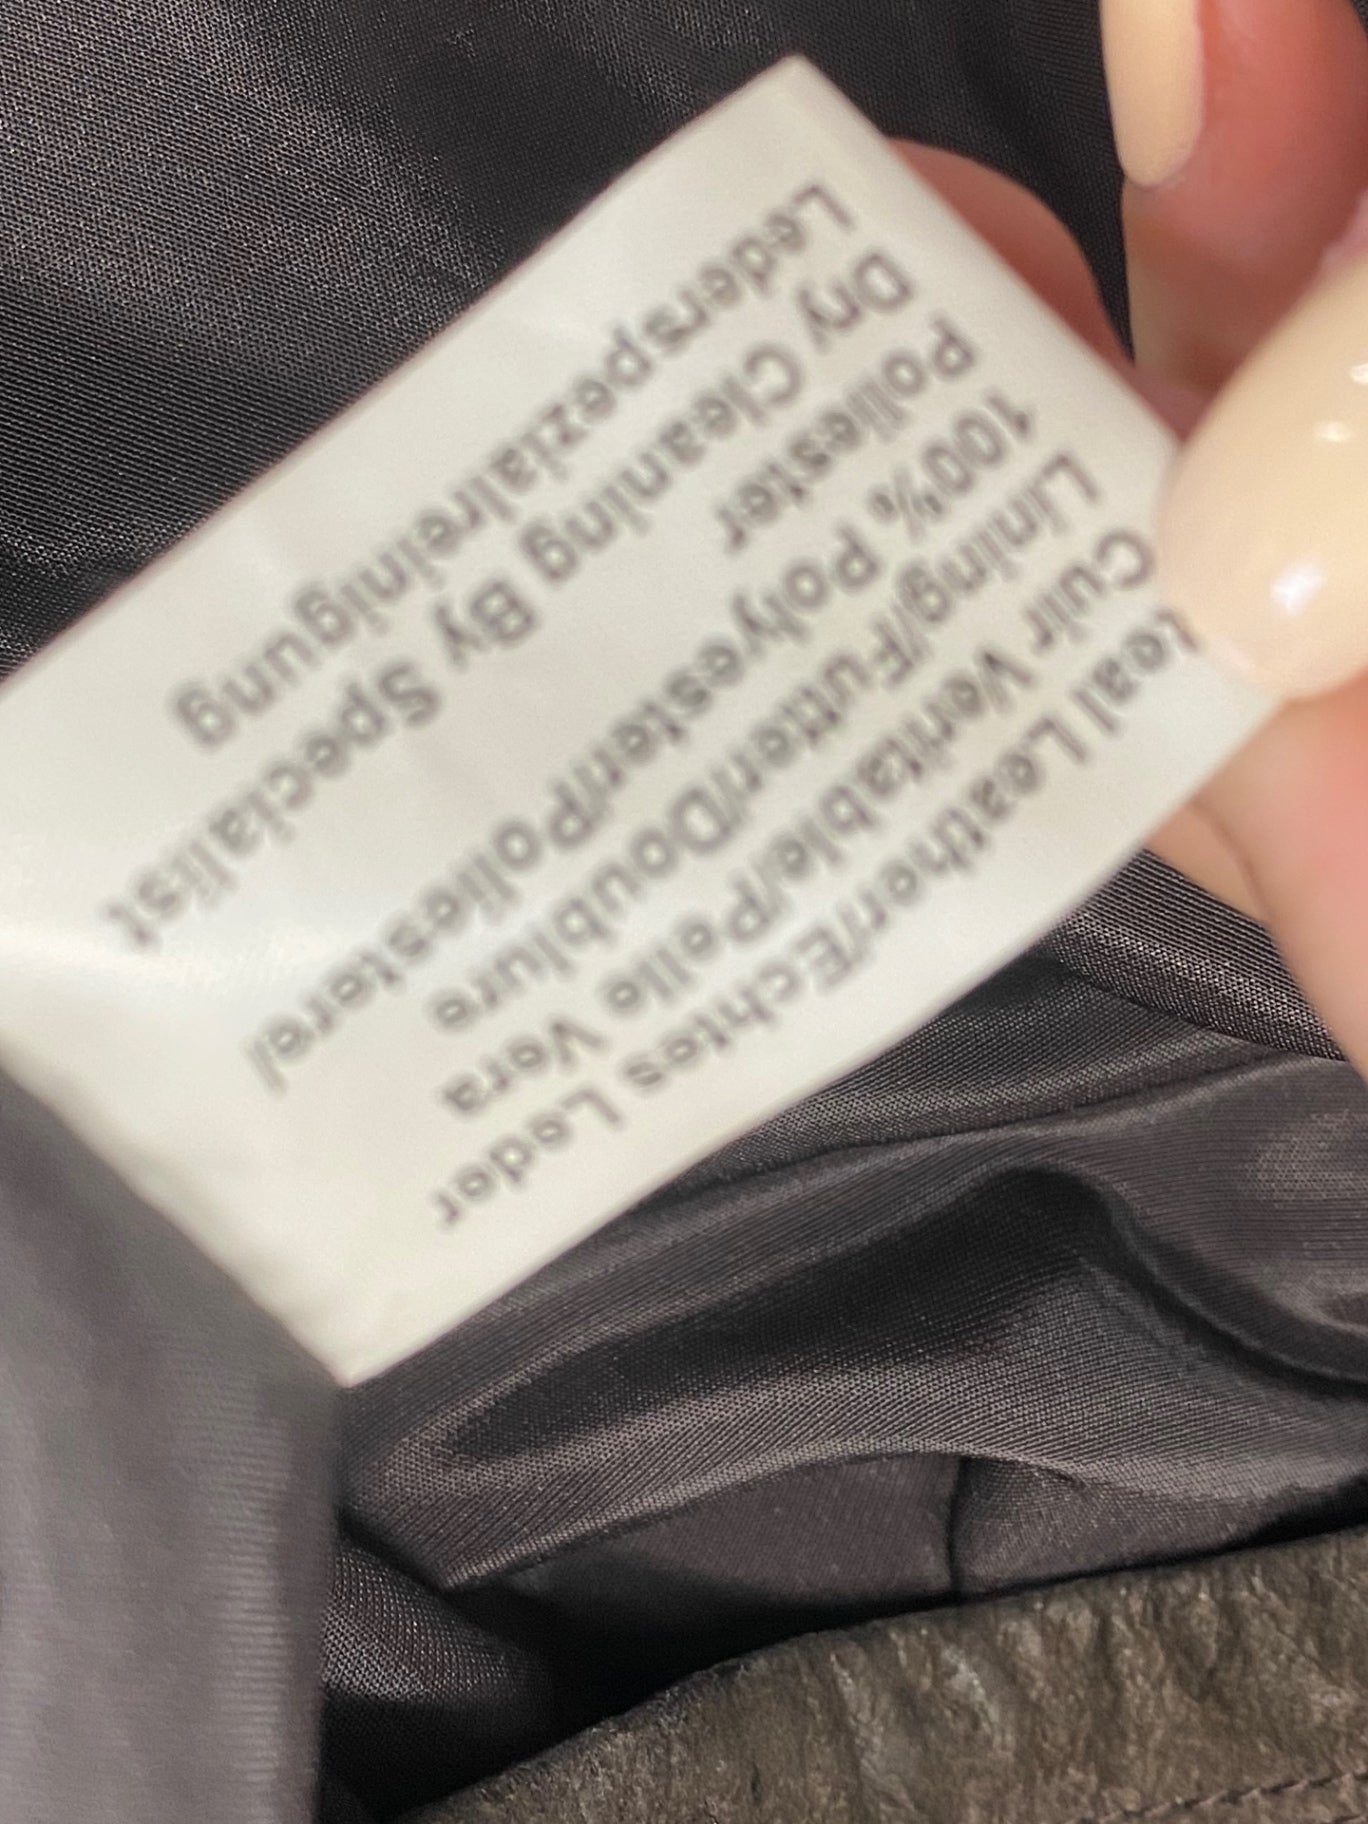 Real Leather/Echtes Leder
Cuir Veritable/Pelle Vera
Lining/Futter/Doublure
100% Polyester/Poliestere/
Poliester
Dry Cleaning By Specialist
Lederspezialreinigung